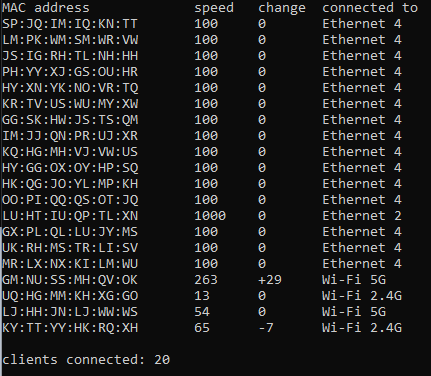 MAC address speed change connected to
SP:JQ:IM:IQ:KN:TT 100 0 Ethernet 4
LM:PK:WM:SM:WR:VW 100 0 Ethernet 4
JS:IG:RH:TL:NH:HH 100 0 Ethernet 4
PH:YY:XJ:GS:OU:HR 100 0 Ethernet 4
HY:XN:YK:NO:VR:TQ 100 0 Ethernet 4
KR:TV:US:WU:MY:XW 100 0 Ethernet 4
GG:SK:HW:JS:TS:QM 100 0 Ethernet 4
IM:JJ:QN:PR:UJ:XR 100 0 Ethernet 4
KQ:HG:MH:VJ:VW:US 100 0 Ethernet 4
HY:GG:OX:OY:HP:SQ 100 0 Ethernet 4
HK:QG:JO:YL:MP:KH 100 0 Ethernet 4
OO:PI:QQ:QS:OT:JQ 100 0 Ethernet 4
LU:HT:IU:QP:TL:XN 1000 0 Ethernet 2
GX:PL:QL:LU:JY:MS 100 0 Ethernet 4
UK:RH:MS:TR:LI:SV 100 0 Ethernet 4
MR:LX:NX:KI:LM:WU 100 0 Ethernet 4
GM:NU:SS:MH:QV:OK 263 +29 Wi-Fi 5G
UQ:HG:MM:KH:XG:GO 13 0 Wi-Fi 2.4G
LJ:HH:JN:LJ:WW:WS 54 0 Wi-Fi 5G
KY:TT:YY:HK:RQ:XH 65 -7 Wi-Fi 2.4G
clients connected: 20